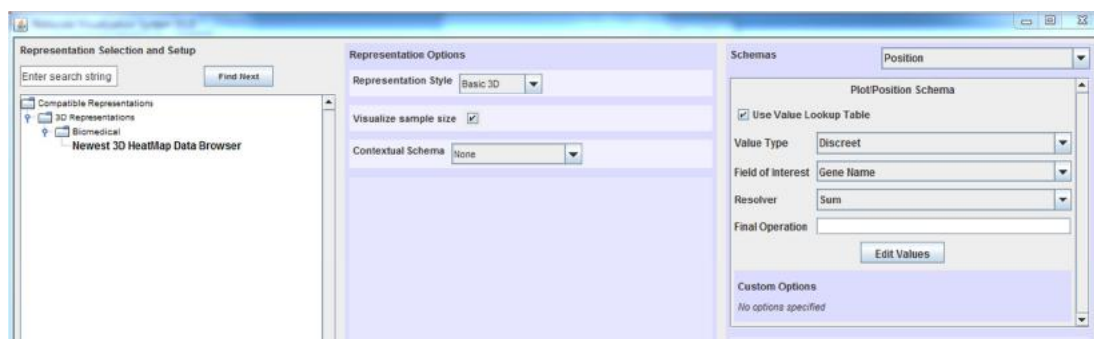 Representation Selection and Setup
Enter search string
Find Next
Compatible Representations
3D Representations
Biomedical
Newest 3D HeatMap Data Browser
Representation Options
Representation Style Basic 3D
Visualize sample size
Contextual Schema None
Schemas Position
Plot/Position Schema
Use Value Lookup Table
Value Type Discreet
Field of Interest Gene Name
Resolver Sum
Final Operation
Edit Values
Custom Options
No options specified